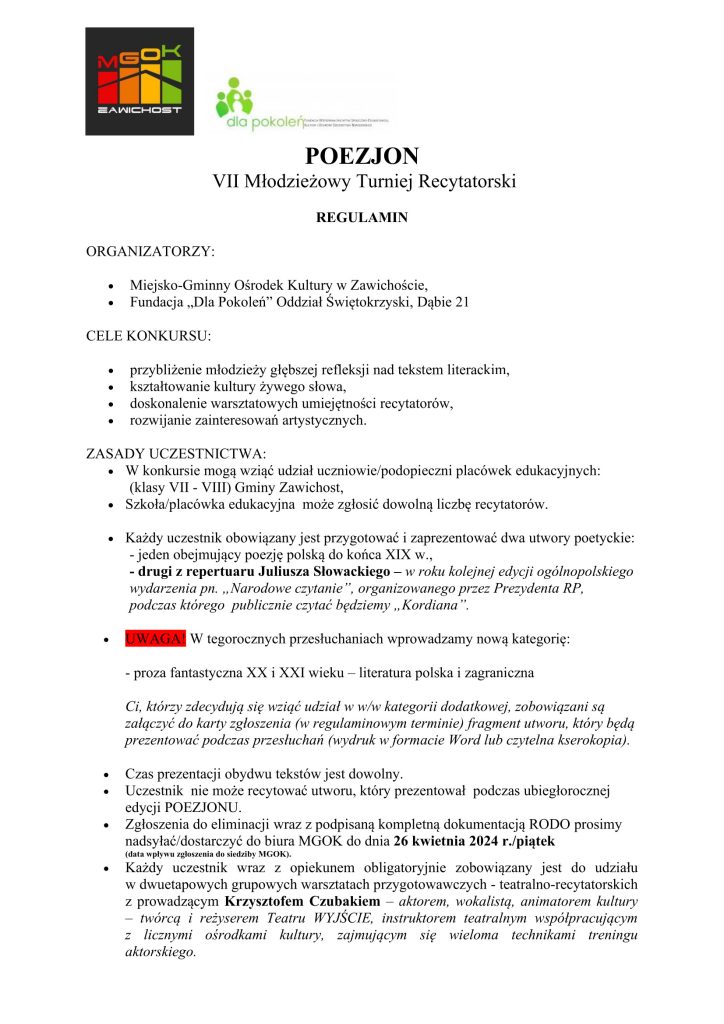 MGOK
ZAWICHOST
dla pokoleń
POEZJON
VII Młodzieżowy Turniej Recytatorski
REGULAMIN
ORGANIZATORZY:
• Miejsko-Gminny Ośrodek Kultury w Zawichoście,
• Fundacja „Dla Pokoleń” Oddział Świętokrzyski, Dąbie 21
CELE KONKURSU:
• przybliżenie młodzieży głębszej refleksji nad tekstem literackim,
• kształtowanie kultury żywego słowa,
• doskonalenie warsztatowych umiejętności recytatorów,
• rozwijanie zainteresowań artystycznych.
ZASADY UCZESTNICTWA:
• W konkursie mogą wziąć udział uczniowie/podopieczni placówek edukacyjnych:
(klasy VII - VIII) Gminy Zawichost,
• Szkoła/placówka edukacyjna może zgłosić dowolną liczbę recytatorów.
• Każdy uczestnik obowiązany jest przygotować i zaprezentować dwa utwory poetyckie:
- jeden obejmujący poezję polską do końca XIX w.,
- drugi z repertuaru Juliusza Słowackiego – w roku kolejnej edycji ogólnopolskiego
wydarzenia pn. „Narodowe czytanie”, organizowanego przez Prezydenta RP,
podczas którego publicznie czytać będziemy „Kordiana”.
• UWAGA! W tegorocznych przesłuchaniach wprowadzamy nową kategorię:
- proza fantastyczna XX i XXI wieku – literatura polska i zagraniczna
Ci, którzy zdecydują się wziąć udział w w/w kategorii dodatkowej, zobowiązani są
załączyć do karty zgłoszenia (w regulaminowym terminie) fragment utworu, który będą
prezentować podczas przesłuchań (wydruk w formacie Word lub czytelna kserokopia).
• Czas prezentacji obydwu tekstów jest dowolny.
• Uczestnik nie może recytować utworu, który prezentował podczas ubiegłorocznej
edycji POEZJONU.
• Zgłoszenia do eliminacji wraz z podpisaną kompletną dokumentacją RODO prosimy
nadsyłać/dostarczyć do biura MGOK do dnia 26 kwietnia 2024 r./piątek
(data wpływu zgłoszenia do siedziby MGOK).
• Każdy uczestnik wraz z opiekunem obligatoryjnie zobowiązany jest do udziału
w dwuetapowych grupowych warsztatach przygotowawczych - teatralno-recytatorskich
z prowadzącym Krzysztofem Czubakiem – aktorem, wokalistą, animatorem kultury
– twórcą i reżyserem Teatru WYJŚCIE, instruktorem teatralnym współpracującym
z licznymi ośrodkami kultury, zajmującym się wieloma technikami treningu
aktorskiego.